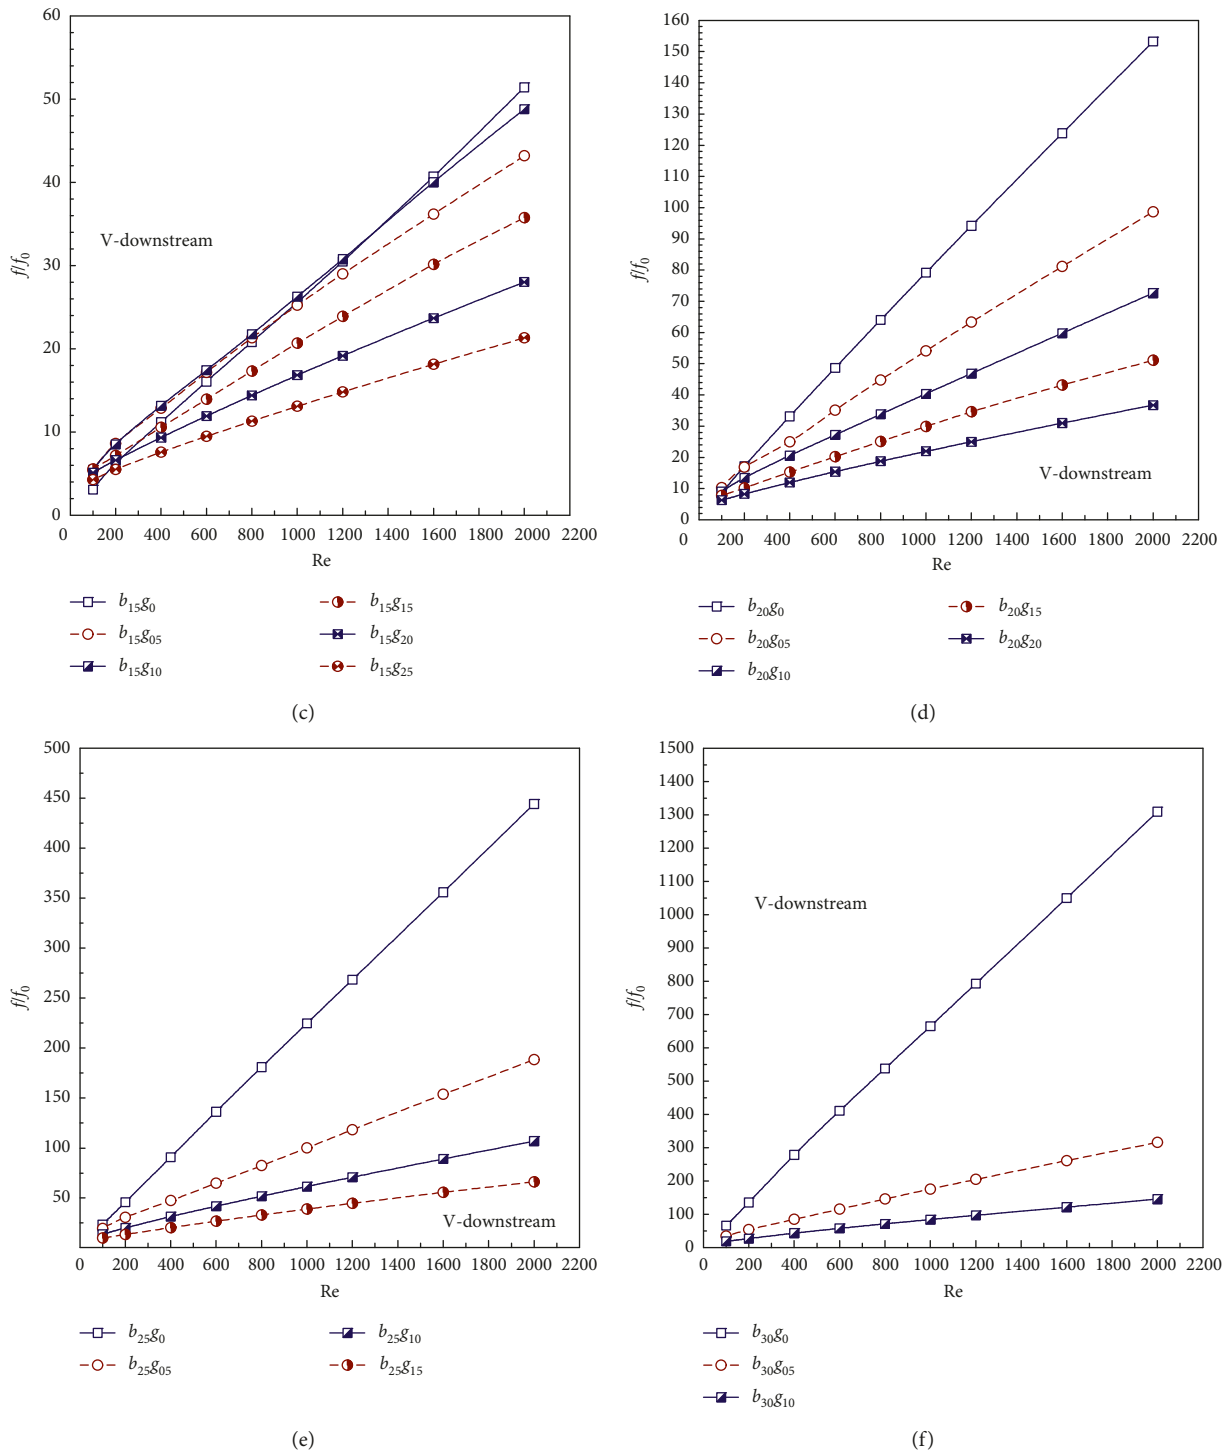 60
50
40
30
20
10
0
f/f0
V-downstream
0 200 400 600 800 1000 1200 1400 1600 1800 2000 2200
Re
b15g0
b15g05
b15g10
b15g15
b15g20
b15g25
(c)
160
150
140
130
120
110
100
90
80
70
60
50
40
30
20
10
0
f/f0
V-downstream
0 200 400 600 800 1000 1200 1400 1600 1800 2000 2200
Re
b20g0
b20g05
b20g10
b20g15
b20g20
(d)
500
450
400
350
300
250
200
150
100
50
f/f0
V-downstream
0 200 400 600 800 1000 1200 1400 1600 1800 2000 2200
Re
b25g0
b25g05
b25g10
b25g15
(e)
1500
1400
1300
1200
1100
1000
900
800
700
600
500
400
300
200
100
0
f/f0
V-downstream
0 200 400 600 800 1000 1200 1400 1600 1800 2000 2200
Re
b30g0
b30g05
b30g10
(f)